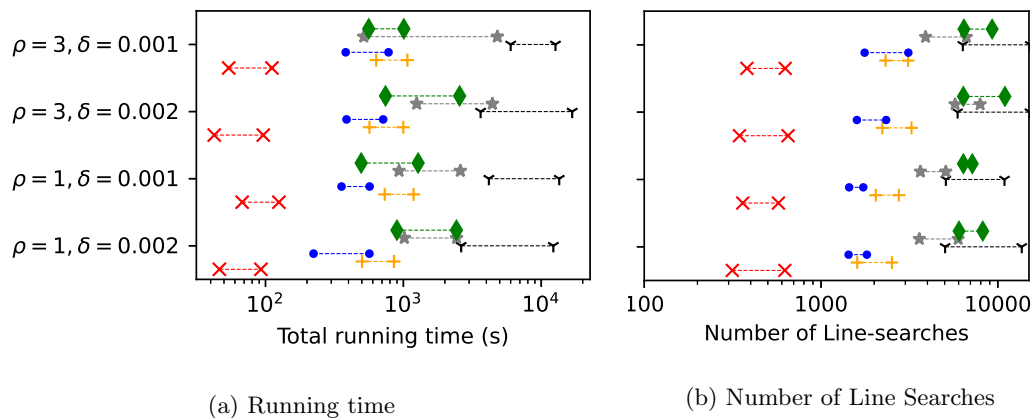 ρ = 3, δ = 0.001
ρ = 3, δ = 0.002
ρ = 1, δ = 0.001
ρ = 1, δ = 0.002
10² 10³ 10⁴
Total running time (s)
(a) Running time
100 1000 10000
Number of Line-searches
(b) Number of Line Searches